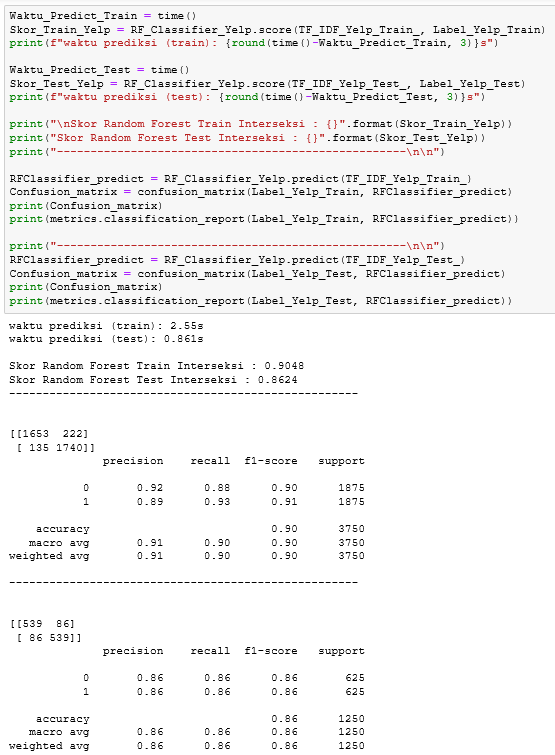 Waktu_Predict_Train = time()
Skor_Train_Yelp = RF_Classifier_Yelp.score(TF_IDF_Yelp_Train_, Label_Yelp_Train)
print(f"waktu prediksi (train): {round(time()-Waktu_Predict_Train, 3)}s")

Waktu_Predict_Test = time()
Skor_Test_Yelp = RF_Classifier_Yelp.score(TF_IDF_Yelp_Test_, Label_Yelp_Test)
print(f"waktu prediksi (test): {round(time()-Waktu_Predict_Test, 3)}s")

print("\nSkor Random Forest Train Interseksi : {}".format(Skor_Train_Yelp))
print("Skor Random Forest Test Interseksi : {}".format(Skor_Test_Yelp))
print("----------------------------------------------------\n\n")

RFClassifier_predict = RF_Classifier_Yelp.predict(TF_IDF_Yelp_Train_)
Confusion_matrix = confusion_matrix(Label_Yelp_Train, RFClassifier_predict)
print(Confusion_matrix)
print(metrics.classification_report(Label_Yelp_Train, RFClassifier_predict))

print("----------------------------------------------------\n\n")
RFClassifier_predict = RF_Classifier_Yelp.predict(TF_IDF_Yelp_Test_)
Confusion_matrix = confusion_matrix(Label_Yelp_Test, RFClassifier_predict)
print(Confusion_matrix)
print(metrics.classification_report(Label_Yelp_Test, RFClassifier_predict))

waktu prediksi (train): 2.55s
waktu prediksi (test): 0.861s

Skor Random Forest Train Interseksi : 0.9048
Skor Random Forest Test Interseksi : 0.8624
----------------------------------------------------

[[1653  222]
 [ 135 1740]]
              precision    recall  f1-score   support

           0       0.92      0.88      0.90      1875
           1       0.89      0.93      0.91      1875

    accuracy                           0.90      3750
   macro avg       0.91      0.90      0.90      3750
weighted avg       0.91      0.90      0.90      3750

----------------------------------------------------

[[539  86]
 [ 86 539]]
              precision    recall  f1-score   support

           0       0.86      0.86      0.86       625
           1       0.86      0.86      0.86       625

    accuracy                           0.86      1250
   macro avg       0.86      0.86      0.86      1250
weighted avg       0.86      0.86      0.86      1250